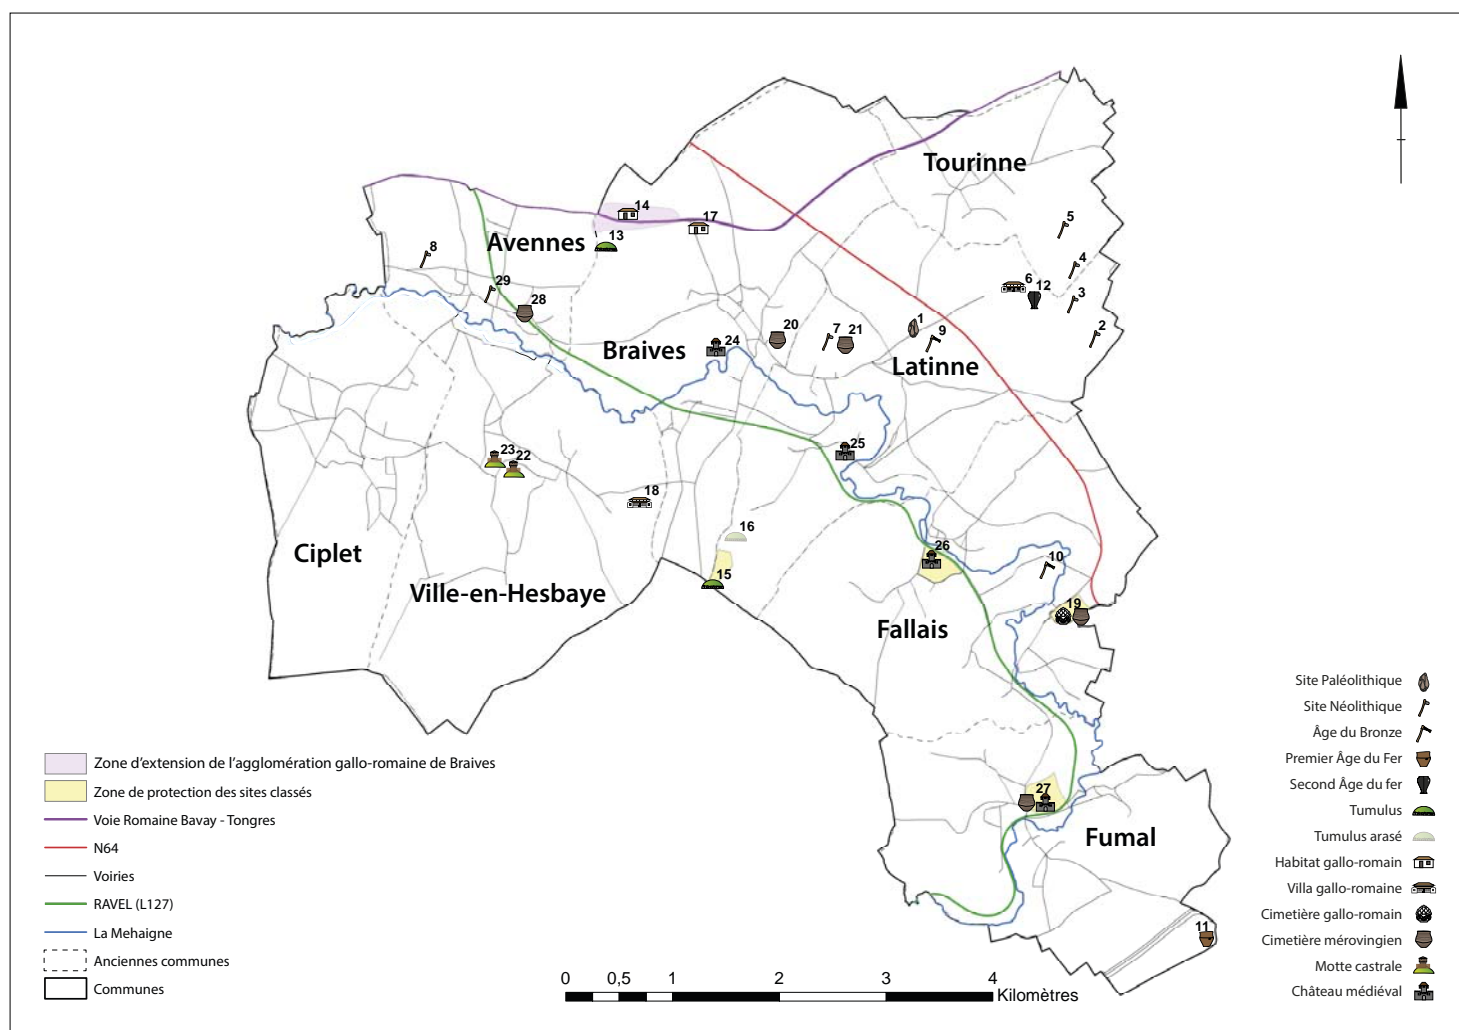 Tourinne
5
14
17
13
Avennes
8
4
6
12
3
29
28
1
2
20
7
21
9
24
Braives
Latinne
25
23
22
18
16
26
Ciplet
10
15
Ville-en-Hesbaye
19
Fallais
27
Fumal
11
Zone d'extension de l'agglomération gallo-romaine de Braives
Zone de protection des sites classés
Voie Romaine Bavay - Tongres
N64
Voiries
RAVEL (L127)
La Mehaigne
Anciennes communes
Communes
0 0,5 1 2 3 4
Kilomètres
Site Paléolithique
Site Néolithique
Âge du Bronze
Premier Âge du Fer
Second Âge du fer
Tumulus
Tumulus arasé
Habitat gallo-romain
Villa gallo-romaine
Cimetière gallo-romain
Cimetière mérovingien
Motte castrale
Château médiéval